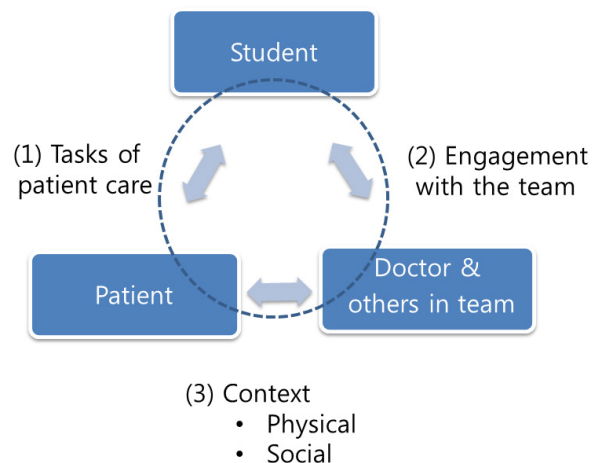 Student
(1) Tasks of
patient care
(2) Engagement
with the team
Patient
Doctor &
others in team
(3) Context
• Physical
• Social